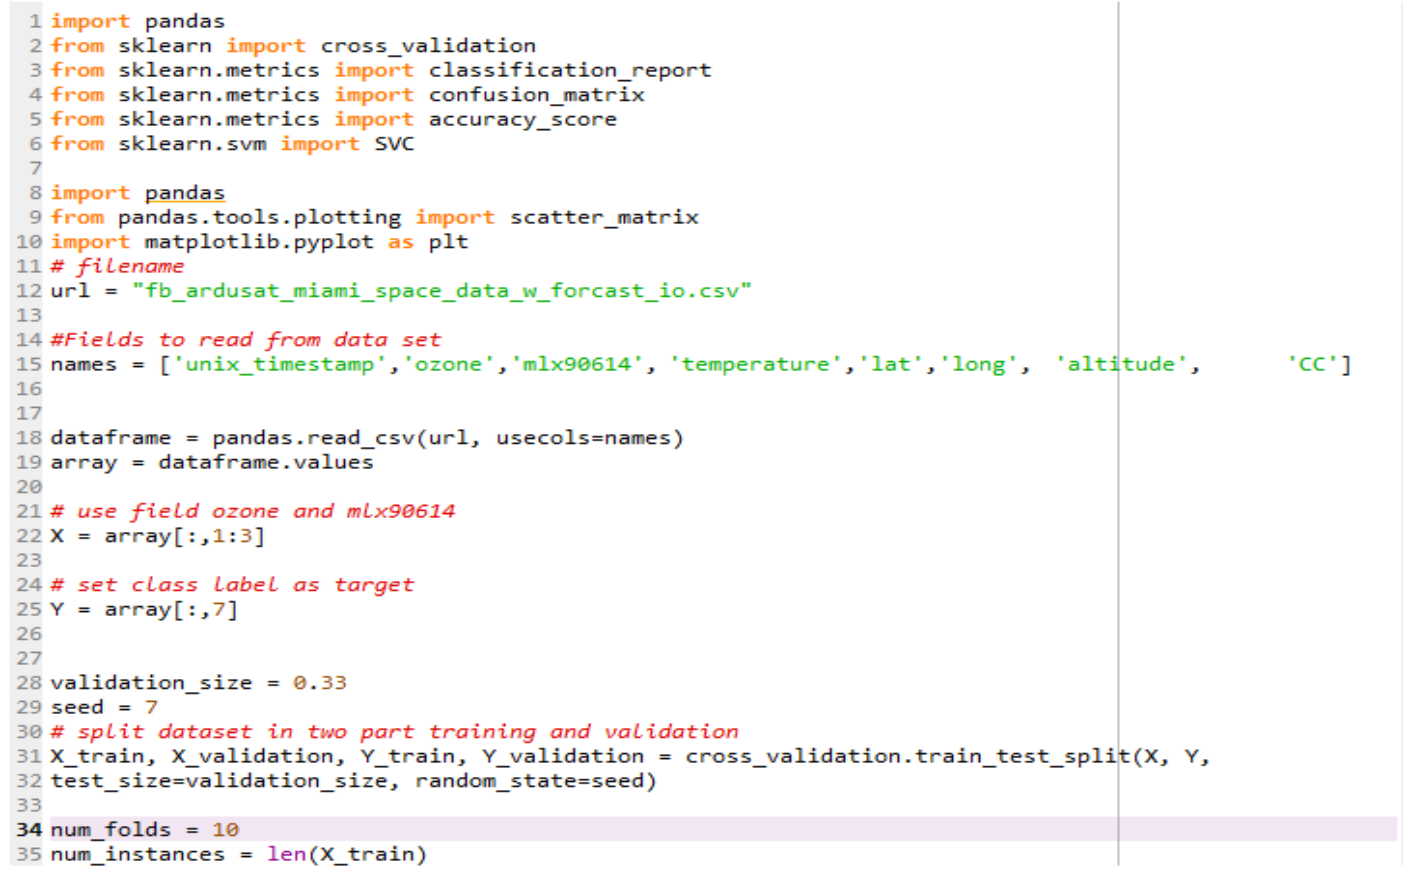 1 import pandas
2 from sklearn import cross_validation
3 from sklearn.metrics import classification_report
4 from sklearn.metrics import confusion_matrix
5 from sklearn.metrics import accuracy_score
6 from sklearn.svm import SVC
7
8 import pandas
9 from pandas.tools.plotting import scatter_matrix
10 import matplotlib.pyplot as plt
11 # filename
12 url = "fb_ardusat_miami_space_data_w_forcast_io.csv"
13
14 #Fields to read from data set
15 names = ['unix_timestamp','ozone','mlx90614', 'temperature','lat','long',  'altitude',      'CC']
16
17
18 dataframe = pandas.read_csv(url, usecols=names)
19 array = dataframe.values
20
21 # use field ozone and mlx90614
22 X = array[:,1:3]
23
24 # set class label as target
25 Y = array[:,7]
26
27
28 validation_size = 0.33
29 seed = 7
30 # split dataset in two part training and validation
31 X_train, X_validation, Y_train, Y_validation = cross_validation.train_test_split(X, Y,
32 test_size=validation_size, random_state=seed)
33
34 num_folds = 10
35 num_instances = len(X_train)